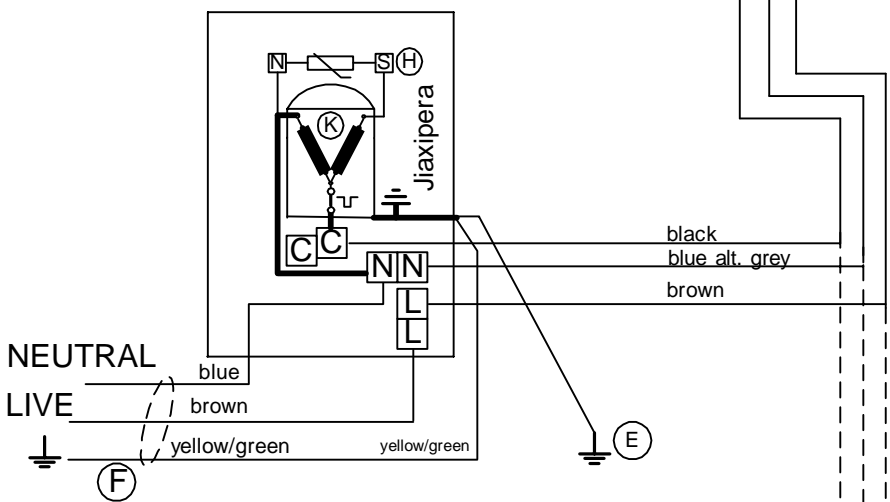 N
S
H
K
Jiaxipera
C
C
black
N N
blue alt. grey
L
brown
L
NEUTRAL
blue
LIVE
brown
yellow/green
yellow/green
E
F